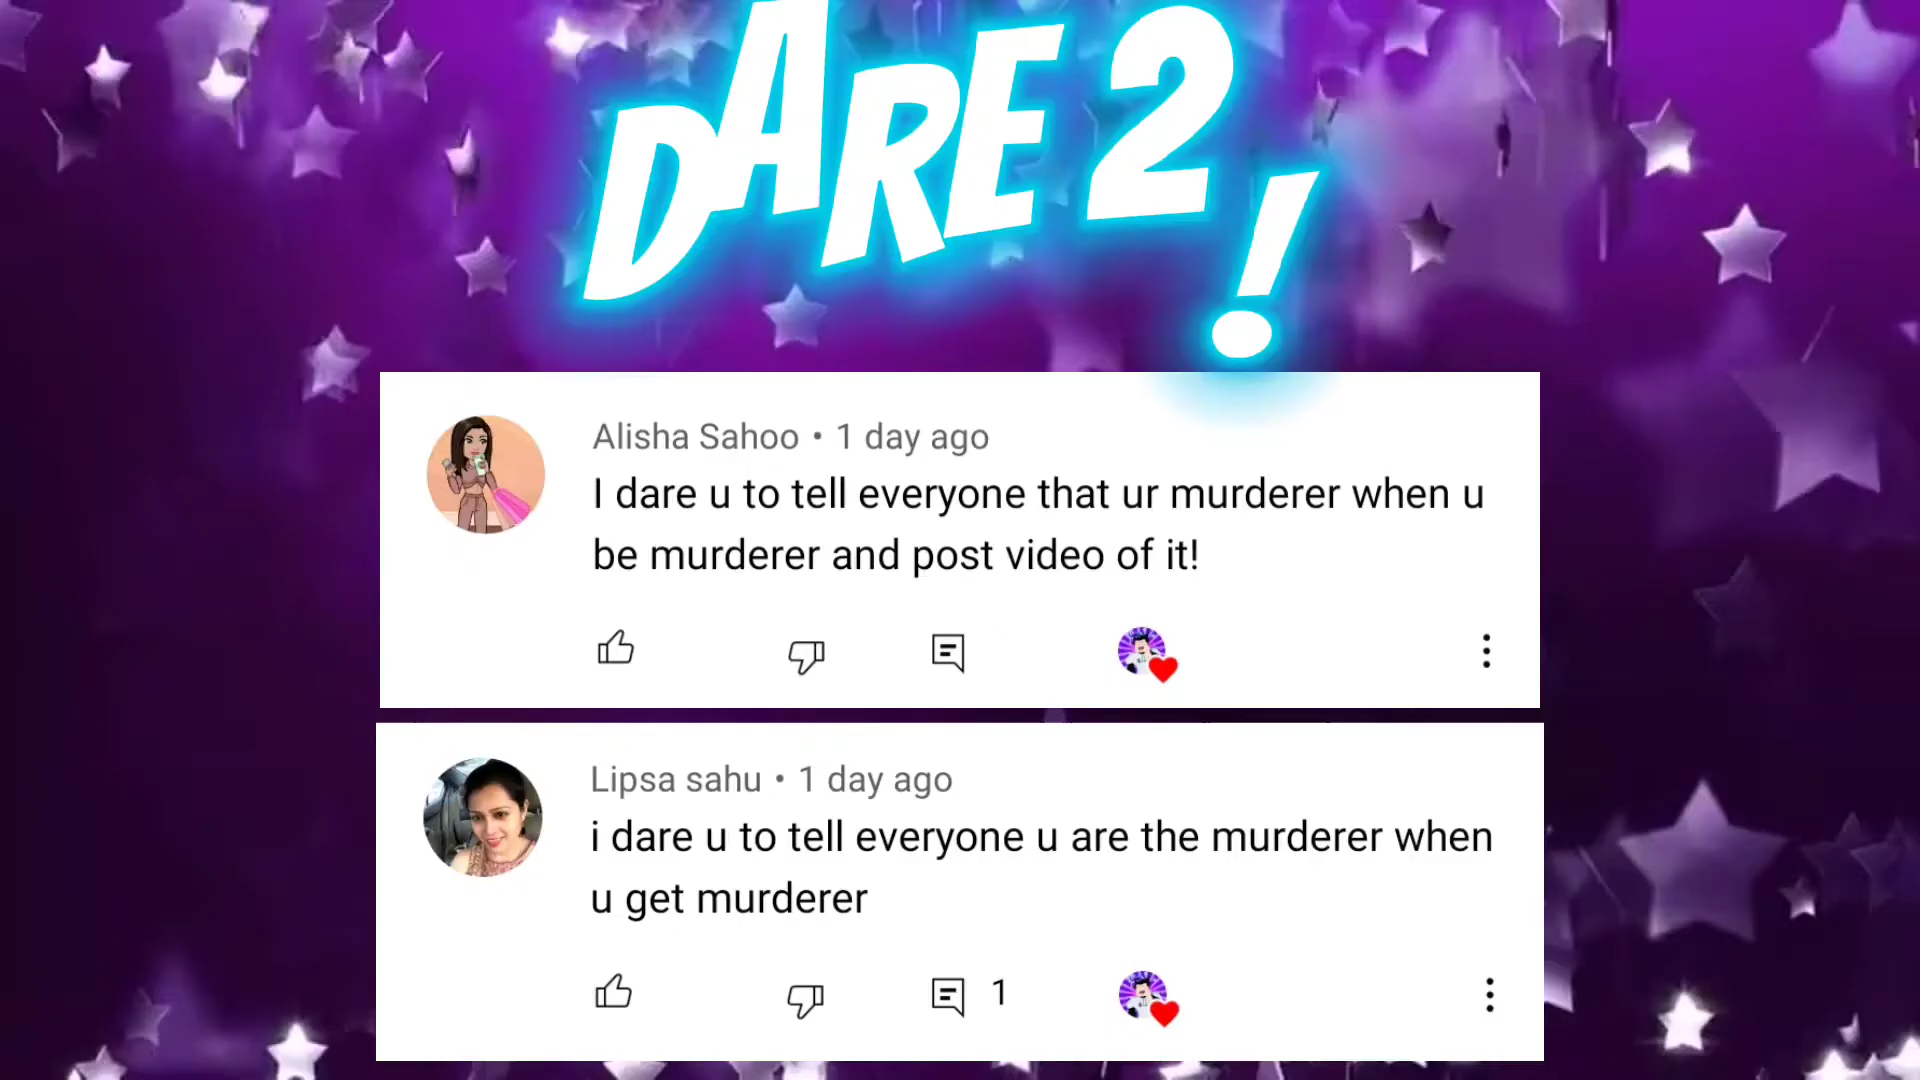 DARE 2!
Alisha Sahoo • 1 day ago
I dare u to tell everyone that ur murderer when u
be murderer and post video of it!
Lipsa sahu • 1 day ago
i dare u to tell everyone u are the murderer when
u get murderer
1